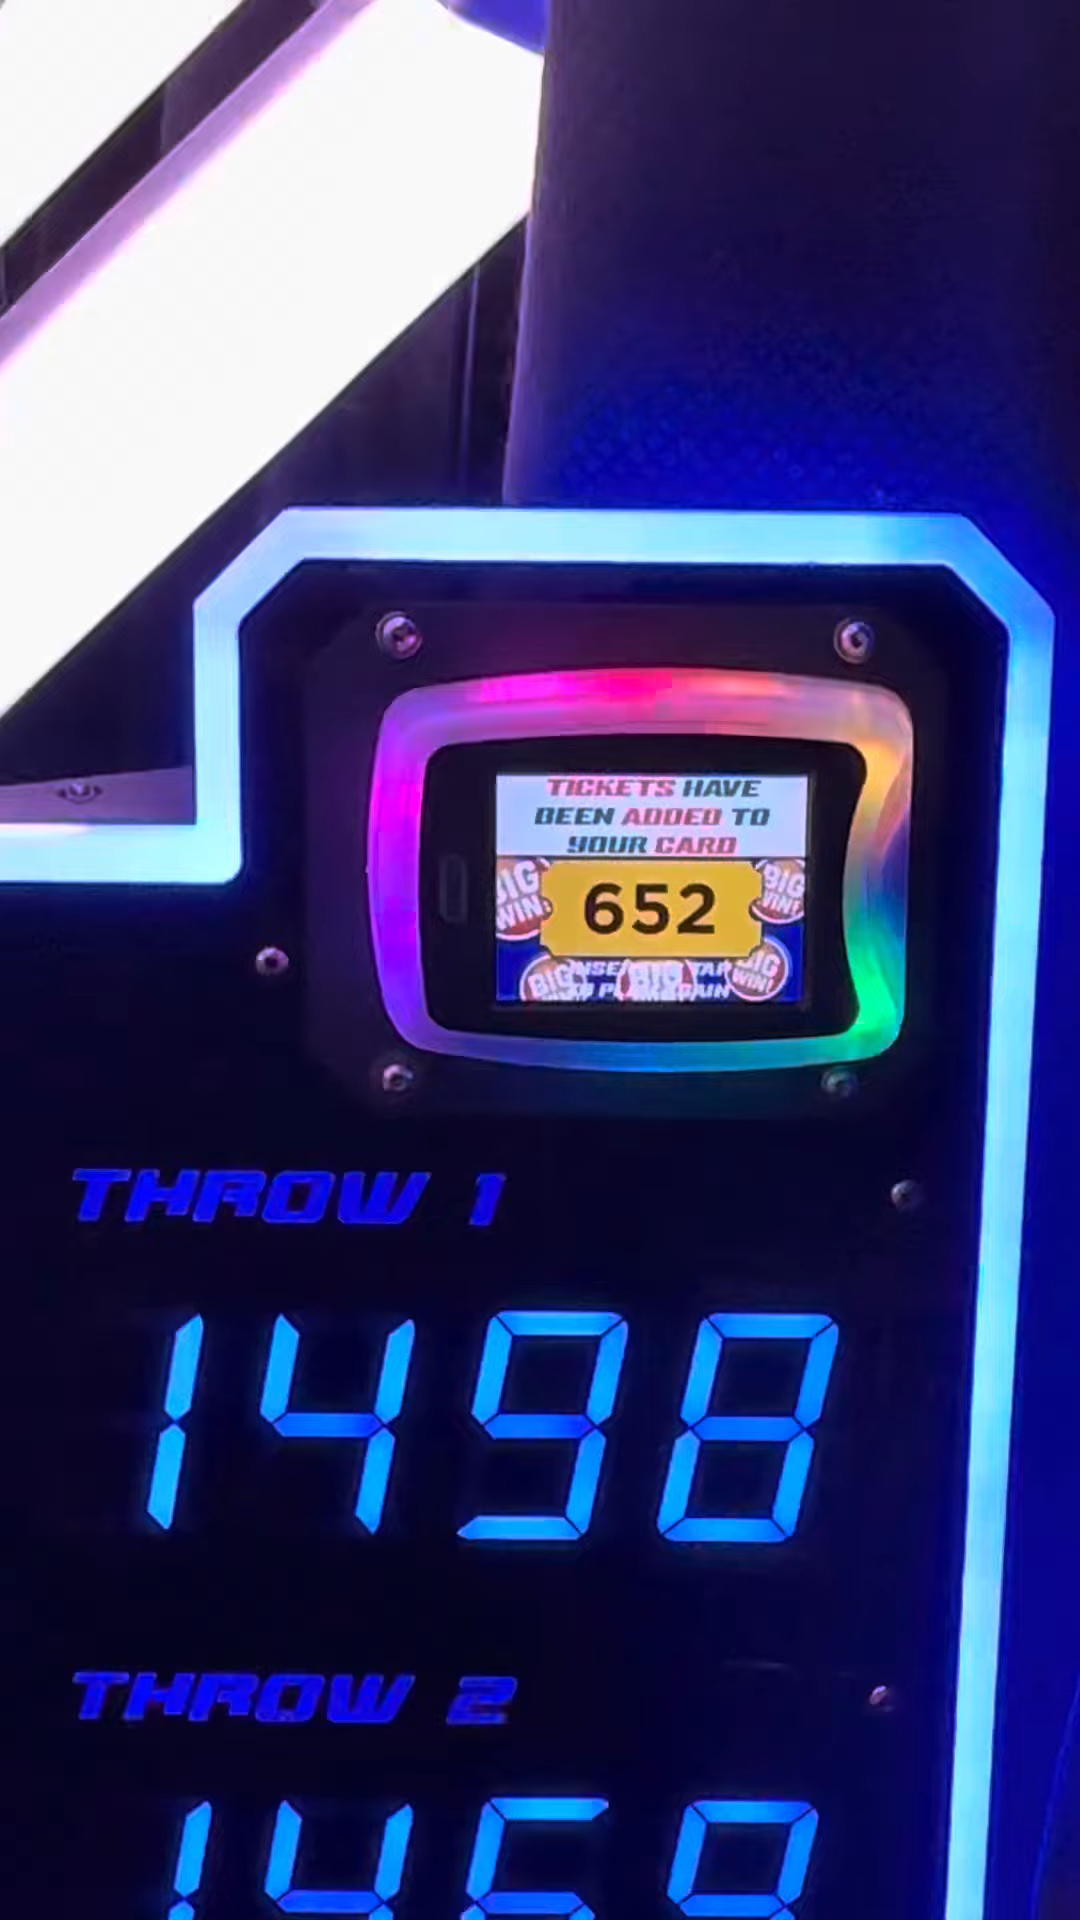 TICKETS HAVE
BEEN ADDED TO
YOUR CARD
BIG
WIN!
652
BIG
WIN!
BIG
BIG
BIG
WIN!
THROW 1
1498
THROW 2